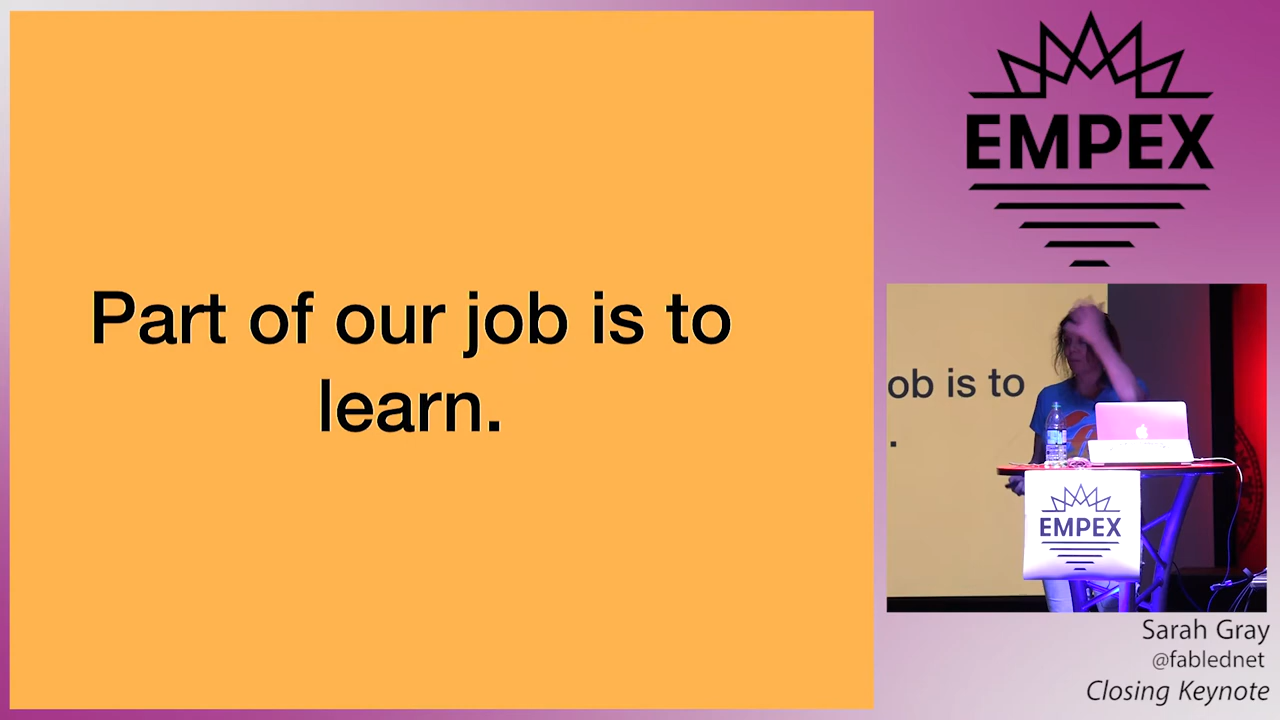 Part of our job is to
learn.
EMPEX
ob is to
.
EMPEX
Sarah Gray
@fablednet
Closing Keynote